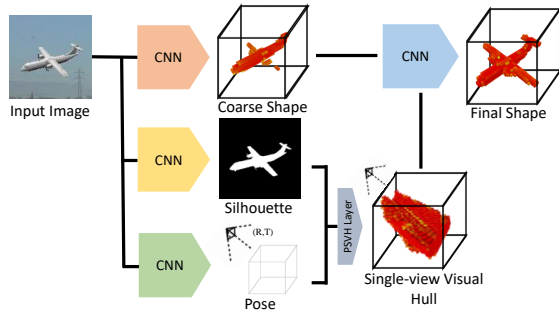 Input Image
CNN
Coarse Shape
CNN
Final Shape
CNN
Silhouette
CNN
(R,T)
Pose
PSVH Layer
Single-view Visual
Hull